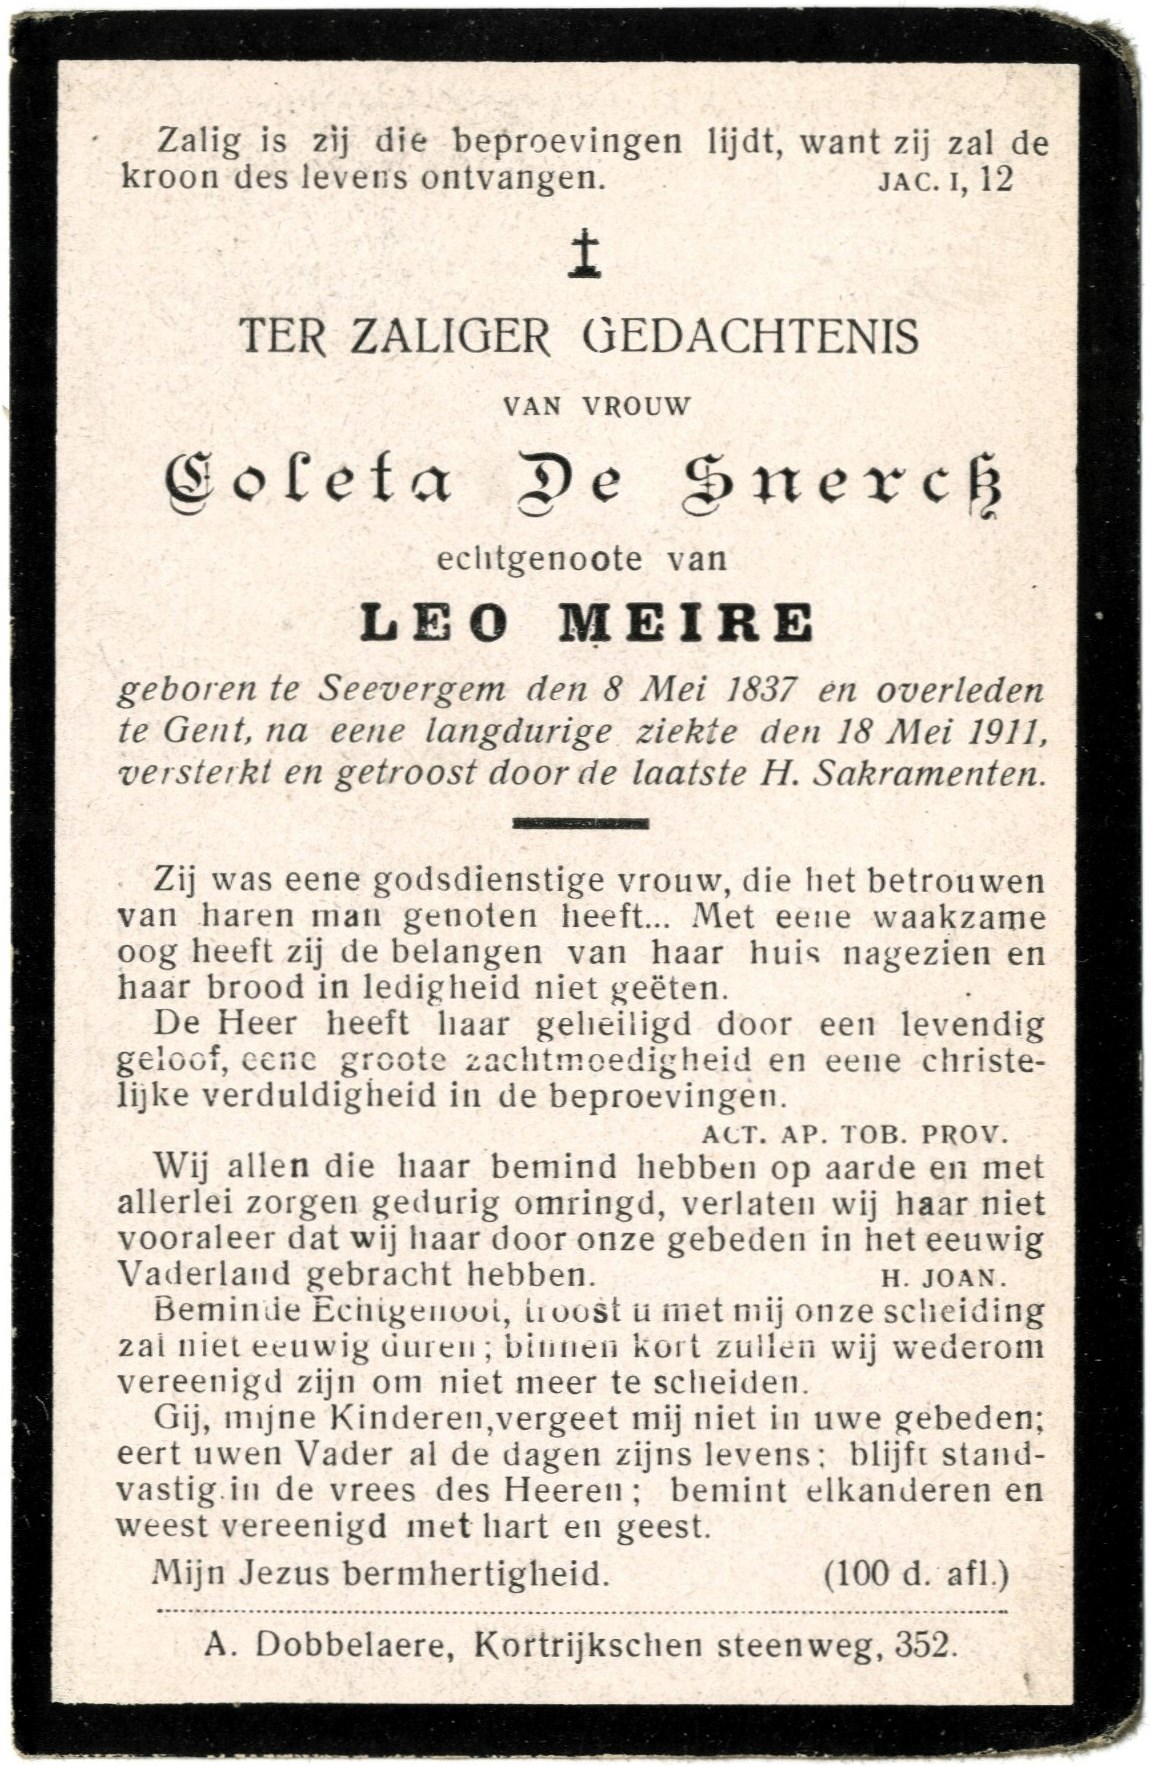 Zalig is zij die beproevingen lijdt, want zij zal de
kroon des levens ontvangen. JAC. I, 12
TER ZALIGER GEDACHTENIS
VAN VROUW
Coleta De Snerck
echtgenoote van
LEO MEIRE
geboren te Seevergem den 8 Mei 1837 en overleden
te Gent, na eene langdurige ziekte den 18 Mei 1911,
versterkt en getroost door de laatste H. Sakramenten.
Zij was eene godsdienstige vrouw, die het betrouwen
van haren man genoten heeft... Met eene waakzame
oog heeft zij de belangen van haar huis nagezien en
haar brood in ledigheid niet geëten.
De Heer heeft haar geheiligd door een levendig
geloof, eene groote zachtmoedigheid en eene christe-
lijke verduldigheid in de beproevingen.
ACT. AP. TOB. PROV.
Wij allen die haar bemind hebben op aarde en met
allerlei zorgen gedurig omringd, verlaten wij haar niet
vooraleer dat wij haar door onze gebeden in het eeuwig
Vaderland gebracht hebben. H. JOAN.
Beminde Echtgenoot, troost u met mij onze scheiding
zal niet eeuwig duren; binnen kort zullen wij wederom
vereenigd zijn om niet meer te scheiden.
Gij, mijne Kinderen, vergeet mij niet in uwe gebeden;
eert uwen Vader al de dagen zijns levens; blijft stand-
vastig in de vrees des Heeren; bemint elkanderen en
weest vereenigd met hart en geest.
Mijn Jezus bermhertigheid. (100 d. afl.)
A. Dobbelaere, Kortrijkschen steenweg, 352.